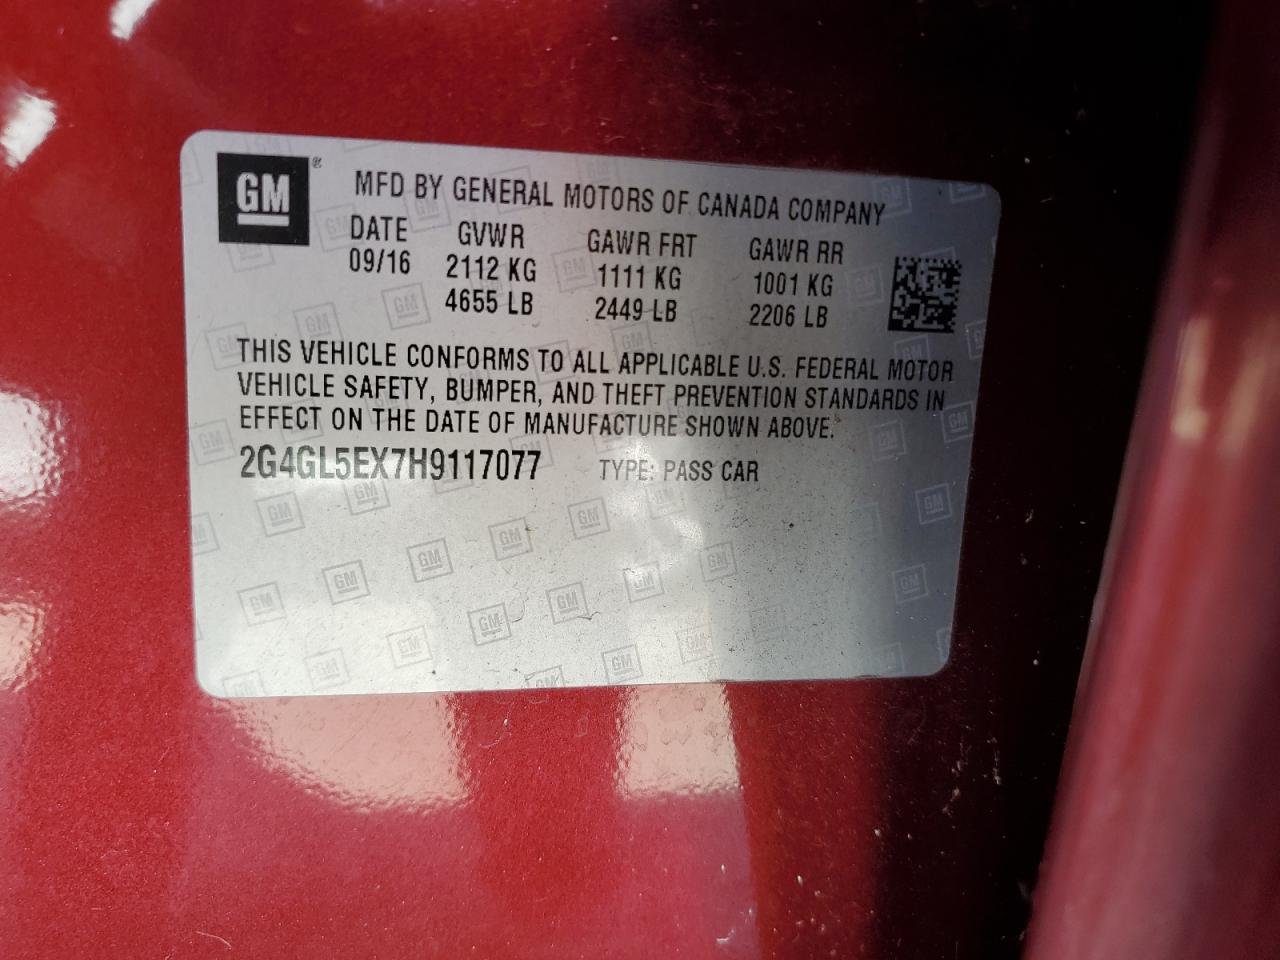 GM ®
MFD BY GENERAL MOTORS OF CANADA COMPANY
DATE GVWR GAWR FRT GAWR RR
09/16 2112 KG 1111 KG 1001 KG
4655 LB 2449 LB 2206 LB
THIS VEHICLE CONFORMS TO ALL APPLICABLE U.S. FEDERAL MOTOR
VEHICLE SAFETY, BUMPER, AND THEFT PREVENTION STANDARDS IN
EFFECT ON THE DATE OF MANUFACTURE SHOWN ABOVE.
2G4GL5EX7H9117077 TYPE: PASS CAR